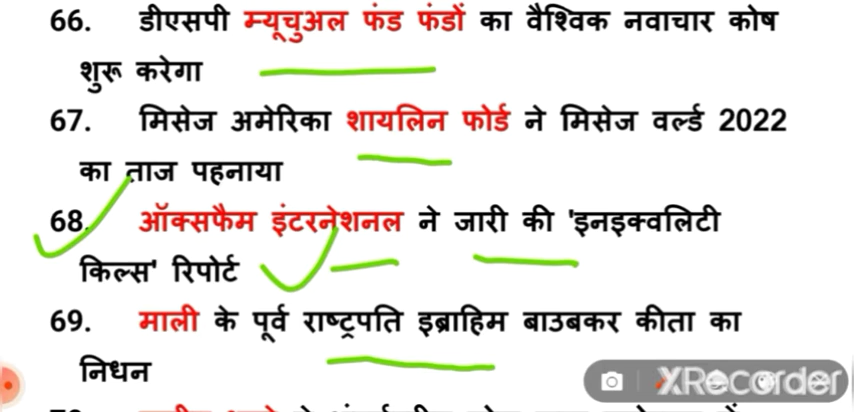 66. डीएसपी म्यूचुअल फंड फंडों का वैश्विक नवाचार कोष
शुरू करेगा
67. मिसेज अमेरिका शायलिन फोर्ड ने मिसेज वर्ल्ड 2022
का ताज पहनाया
68. ऑक्सफैम इंटरनेशनल ने जारी की 'इनइक्वलिटी
किल्स' रिपोर्ट
69. माली के पूर्व राष्ट्रपति इब्राहिम बाउबकर कीता का
निधन
XRecorder